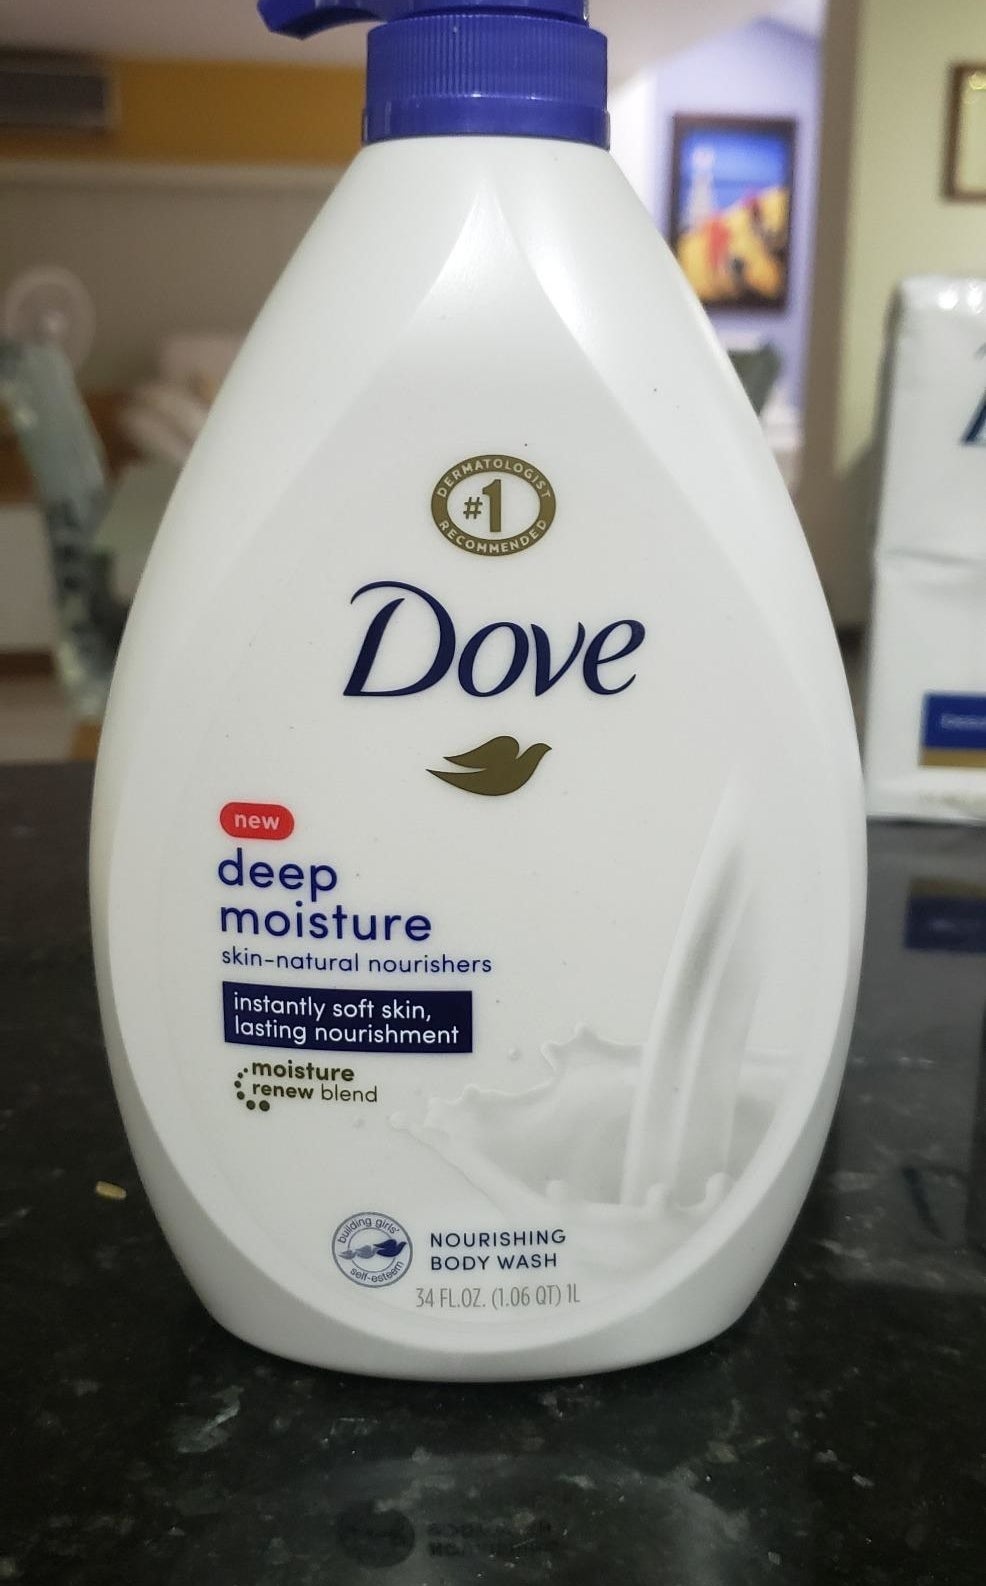 DERMATOLOGIST
#1
RECOMMENDED
Dove
new
deep
moisture
skin-natural nourishers
instantly soft skin,
lasting nourishment
moisture
renew blend
building girls'
self-esteem
NOURISHING
BODY WASH
34 FL.OZ. (1.06 QT) 1L